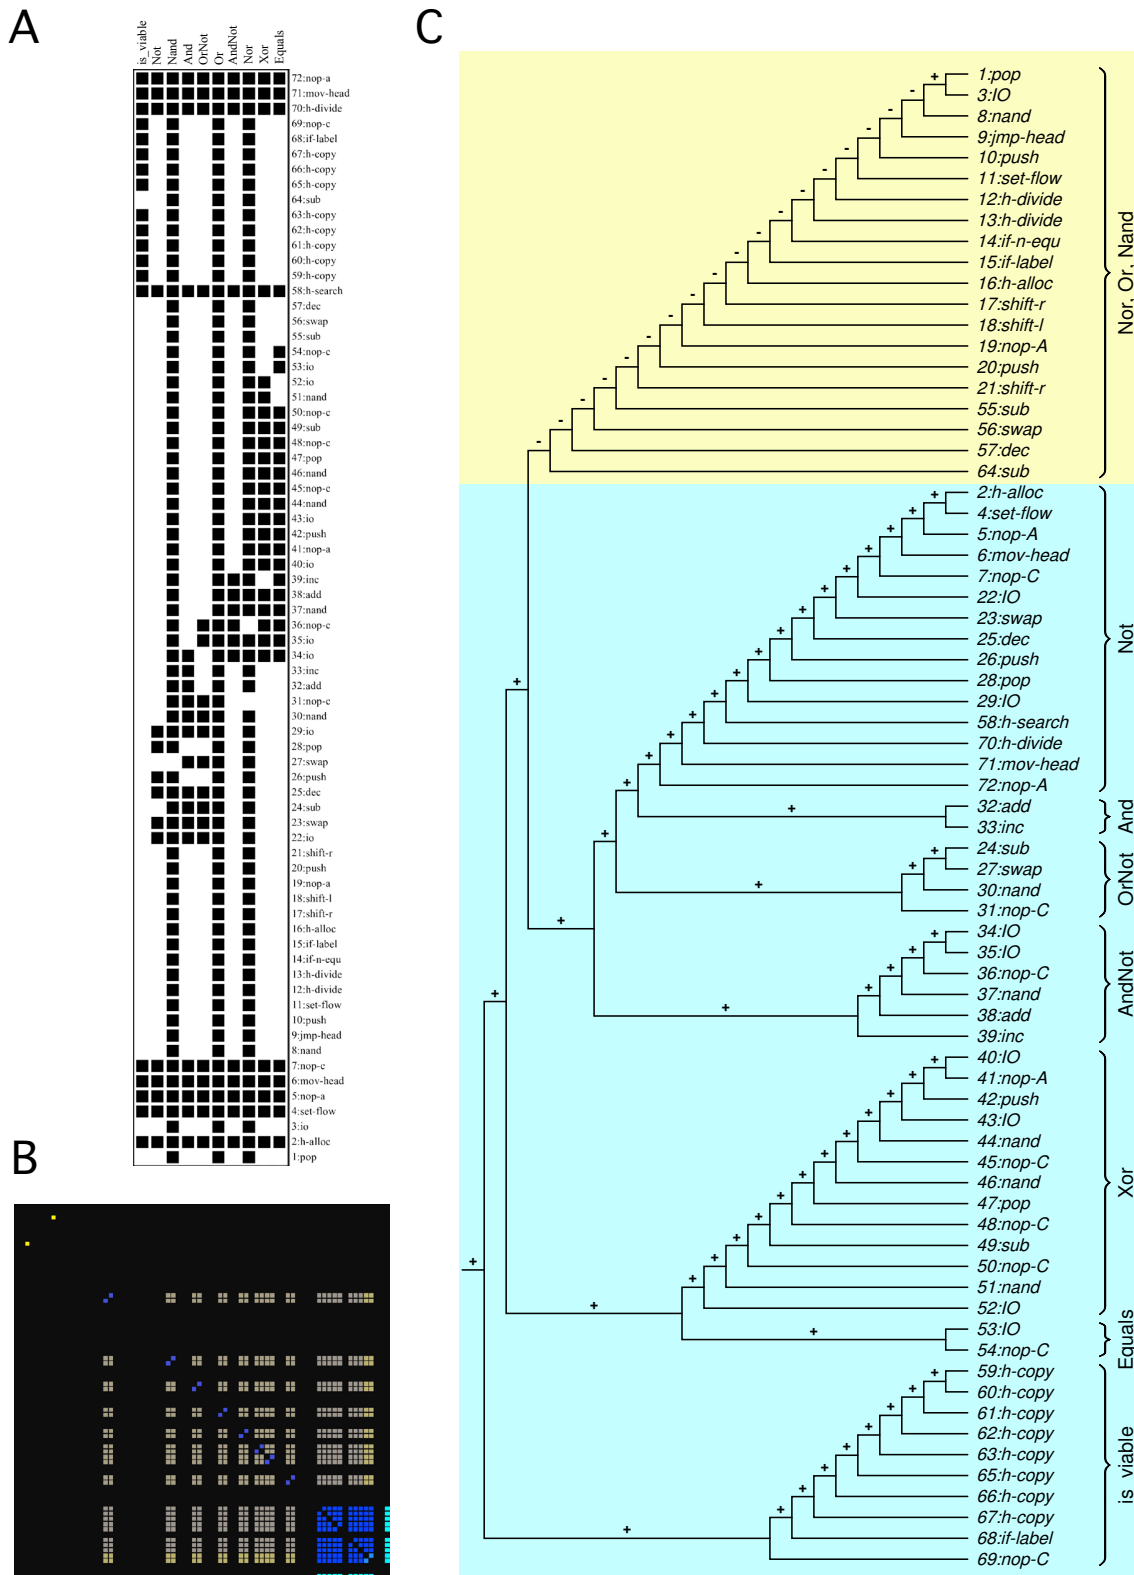 A
is_viable
Not
Nand
And
OrNot
Or
AndNot
Nor
Xor
Equals
72:nop-a
71:mov-head
70:h-divide
69:nop-c
68:if-label
67:h-copy
66:h-copy
65:h-copy
64:sub
63:h-copy
62:h-copy
61:h-copy
60:h-copy
59:h-copy
58:h-search
57:dec
56:swap
55:sub
54:nop-c
53:io
52:io
51:nand
50:nop-c
49:sub
48:nop-c
47:pop
46:nand
45:nop-c
44:nand
43:io
42:push
41:nop-a
40:io
39:inc
38:add
37:nand
36:nop-c
35:io
34:io
33:inc
32:add
31:nop-c
30:nand
29:io
28:pop
27:swap
26:push
25:dec
24:sub
23:swap
22:io
21:shift-r
20:push
19:nop-a
18:shift-l
17:shift-r
16:h-alloc
15:if-label
14:if-n-equ
13:h-divide
12:h-divide
11:set-flow
10:push
9:jmp-head
8:nand
7:nop-c
6:mov-head
5:nop-a
4:set-flow
3:io
2:h-alloc
1:pop
B
C
1:pop
3:IO
8:nand
9:jmp-head
10:push
11:set-flow
12:h-divide
13:h-divide
14:if-n-equ
15:if-label
16:h-alloc
17:shift-r
18:shift-l
19:nop-A
20:push
21:shift-r
55:sub
56:swap
57:dec
64:sub
Nor, Or, Nand
2:h-alloc
4:set-flow
5:nop-A
6:mov-head
7:nop-C
22:IO
23:swap
25:dec
26:push
28:pop
29:IO
58:h-search
70:h-divide
71:mov-head
72:nop-A
Not
32:add
33:inc
And
24:sub
27:swap
30:nand
31:nop-C
OrNot
34:IO
35:IO
36:nop-C
37:nand
38:add
39:inc
AndNot
40:IO
41:nop-A
42:push
43:IO
44:nand
45:nop-C
46:nand
47:pop
48:nop-C
49:sub
50:nop-C
51:nand
52:IO
Xor
53:IO
54:nop-C
Equals
59:h-copy
60:h-copy
61:h-copy
62:h-copy
63:h-copy
65:h-copy
66:h-copy
67:h-copy
68:if-label
69:nop-C
is_viable